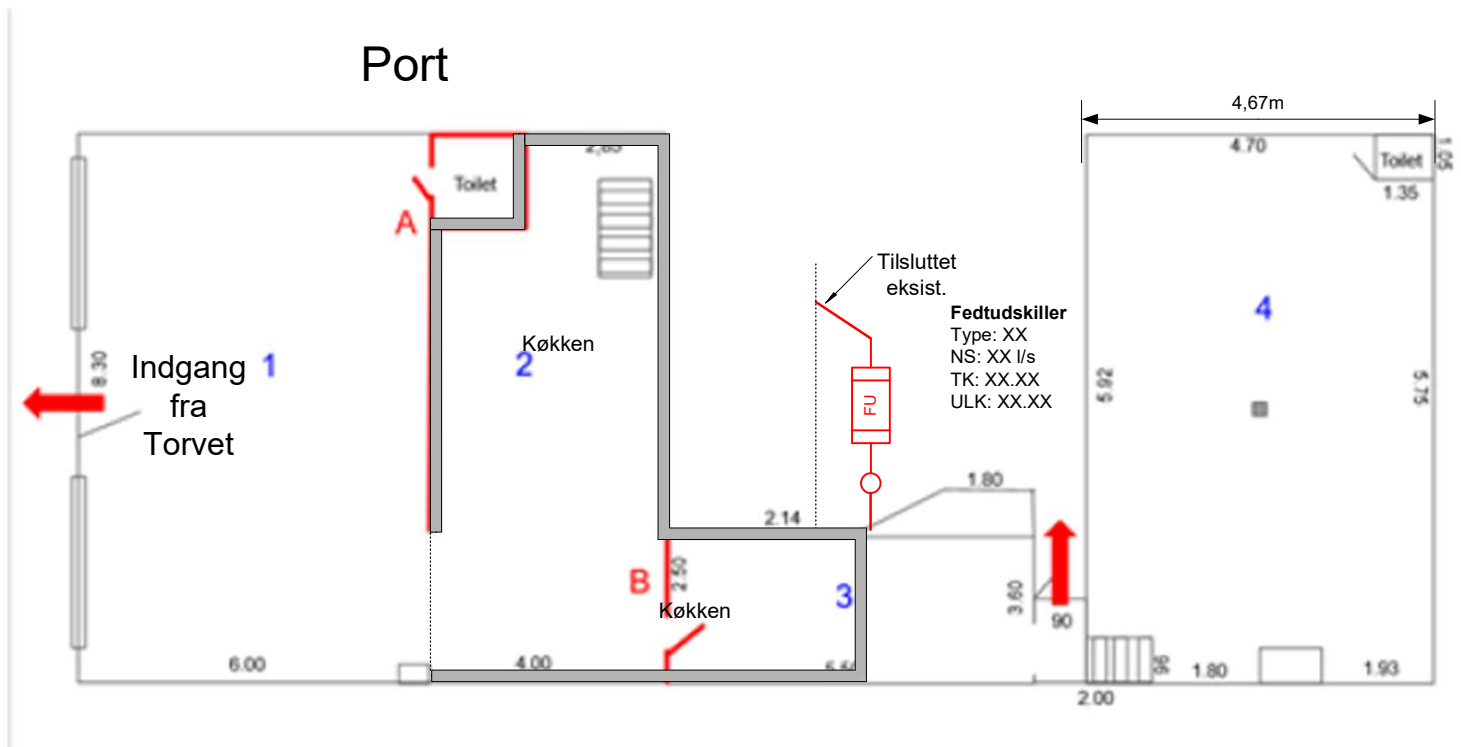 Port
4,67m
4.70
1.05
Toilet
1.35
Toilet
A
Tilsluttet
eksist.
Fedtudskiller
Type: XX
NS: XX l/s
TK: XX.XX
ULK: XX.XX
4
Køkken
2
8.30
Indgang
fra
Torvet
1
5.92
5.75
FU
1.80
2.14
B
2.50
3
Køkken
3.60
90
6.00
4.00
96
1.80
1.93
2.00